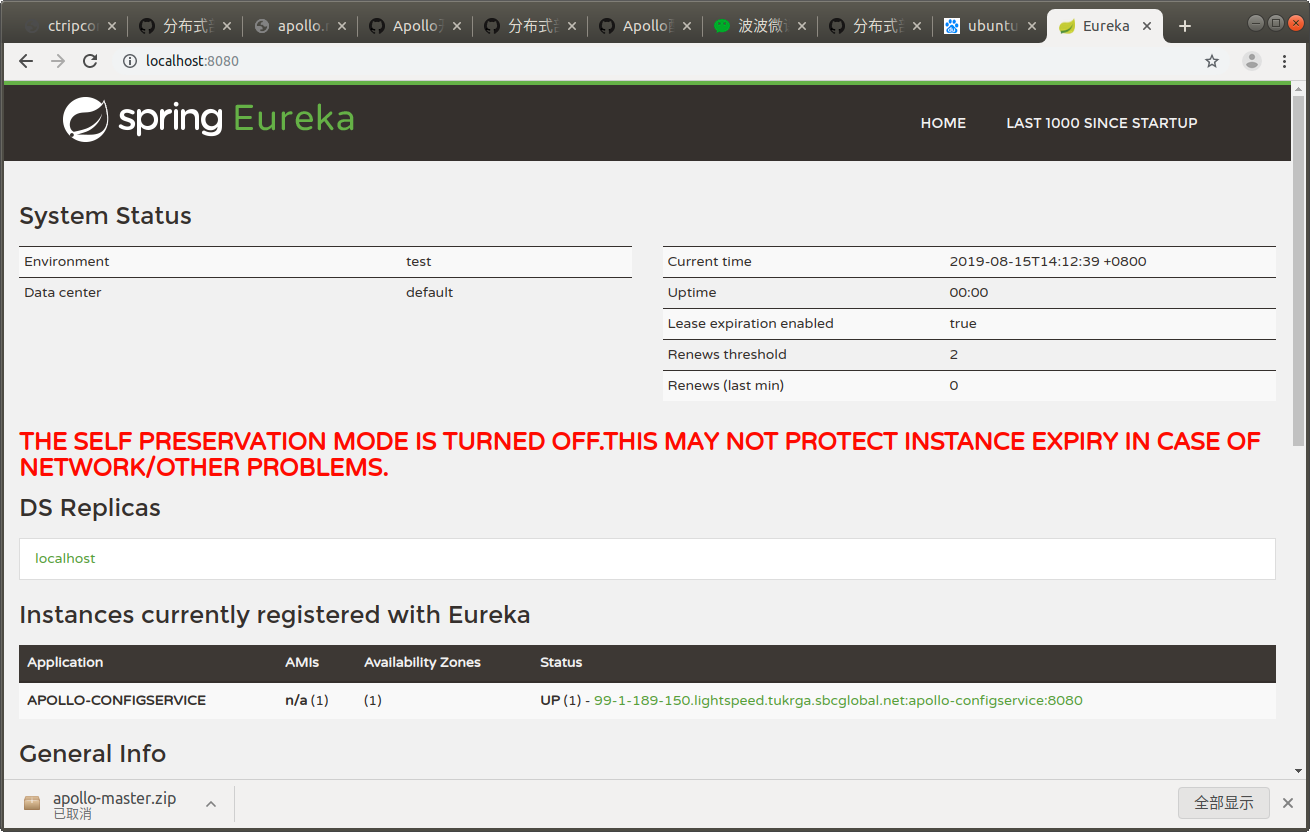 ctripcor
分布式
apollo.
Apollo
分布式
Apollo
波波微
分布式
ubuntu
Eureka
localhost:8080
spring Eureka
HOME
LAST 1000 SINCE STARTUP
System Status
Environment test
Data center default
Current time 2019-08-15T14:12:39 +0800
Uptime 00:00
Lease expiration enabled true
Renews threshold 2
Renews (last min) 0
THE SELF PRESERVATION MODE IS TURNED OFF.THIS MAY NOT PROTECT INSTANCE EXPIRY IN CASE OF
NETWORK/OTHER PROBLEMS.
DS Replicas
localhost
Instances currently registered with Eureka
Application AMIs Availability Zones Status
APOLLO-CONFIGSERVICE n/a (1) (1) UP (1) - 99-1-189-150.lightspeed.tukrga.sbcglobal.net:apollo-configservice:8080
General Info
apollo-master.zip
已取消
全部显示